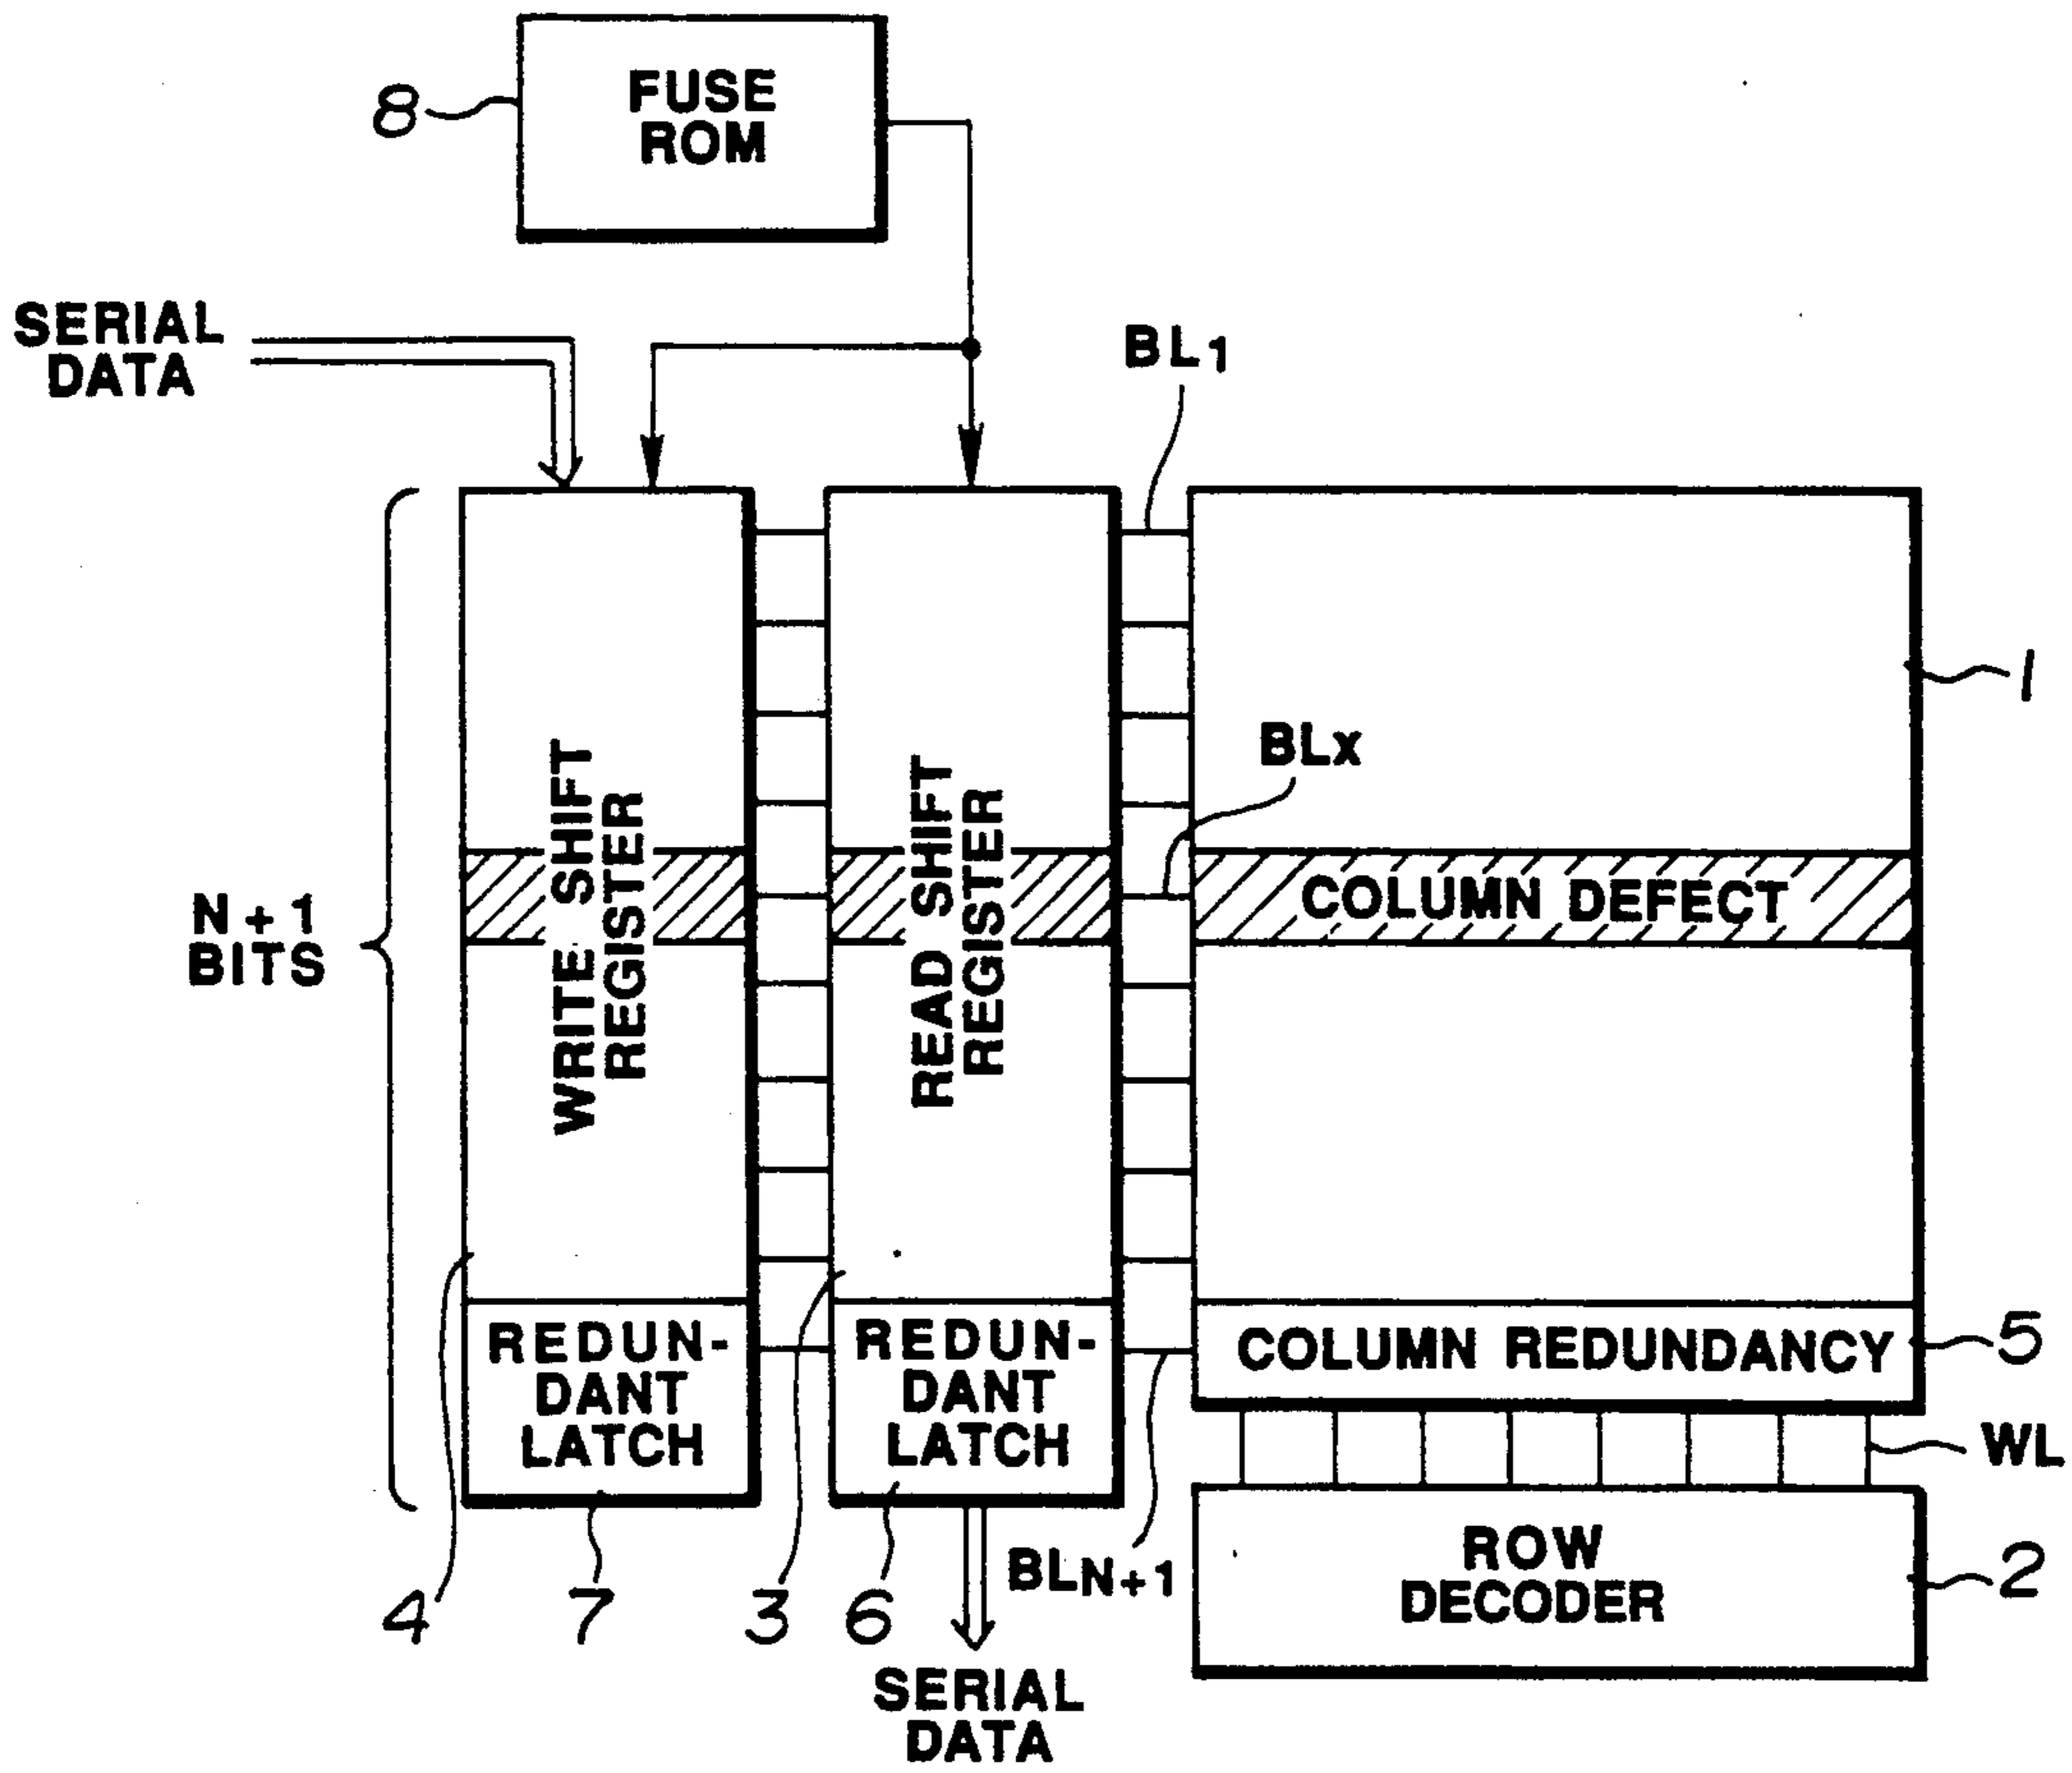 FUSE
ROM
8
SERIAL
DATA
BL1
1
BLX
COLUMN DEFECT
N + 1
BITS
WRITE SHIFT
REGISTER
READ SHIFT
REGISTER
REDUN-
DANT
LATCH
REDUN-
DANT
LATCH
COLUMN REDUNDANCY
5
WL
ROW
DECODER
2
BLN+1
4
7
3
6
SERIAL
DATA